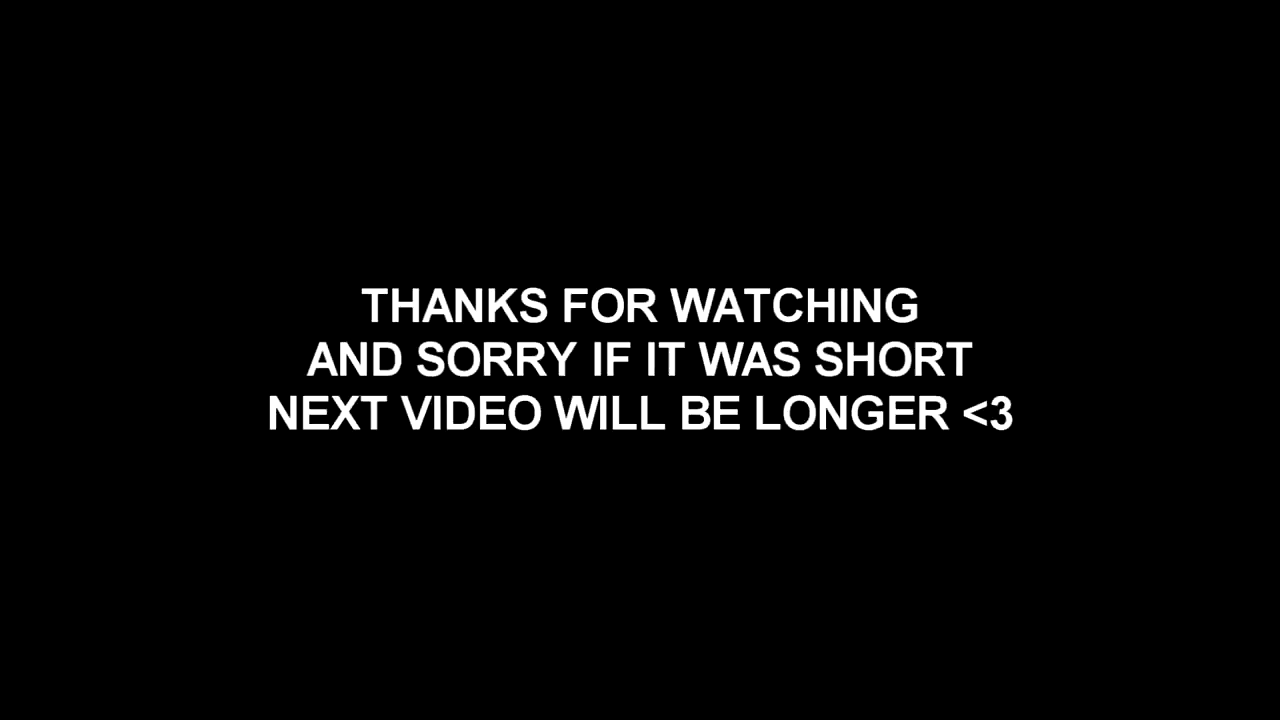 THANKS FOR WATCHING
AND SORRY IF IT WAS SHORT
NEXT VIDEO WILL BE LONGER <3